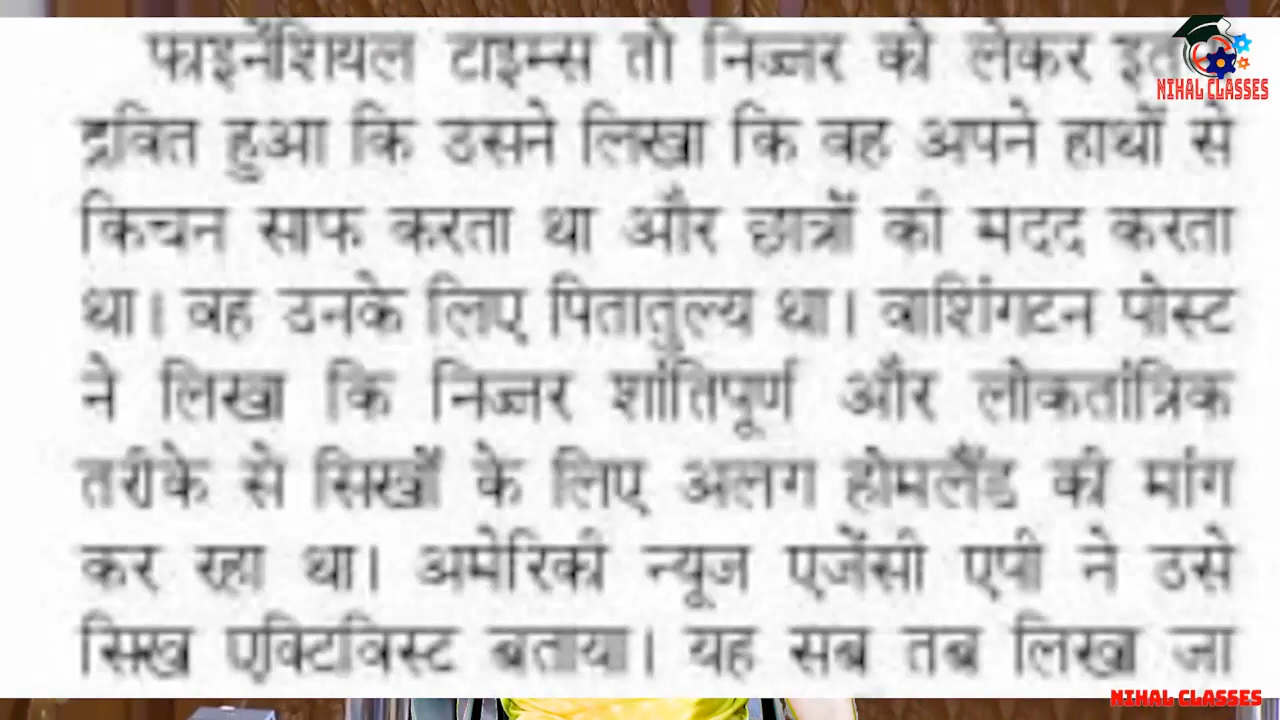 फाइनेंशियल टाइम्स तो निज्जर को लेकर
द्रवित हुआ कि उसने लिखा कि वह अपने हाथों से
किचन साफ करता था और छात्रों की मदद करता
था। वह उनके लिए पितातुल्य था। वाशिंगटन पोस्ट
ने लिखा कि निज्जर शांतिपूर्ण और लोकतांत्रिक
तरीके से सिखों के लिए अलग होमलैंड की मांग
कर रहा था। अमेरिकी न्यूज एजेंसी एपी ने उसे
सिख एक्टिविस्ट बताया। यह सब तब लिखा जा
NIHAL CLASSES
NIHAL CLASSES